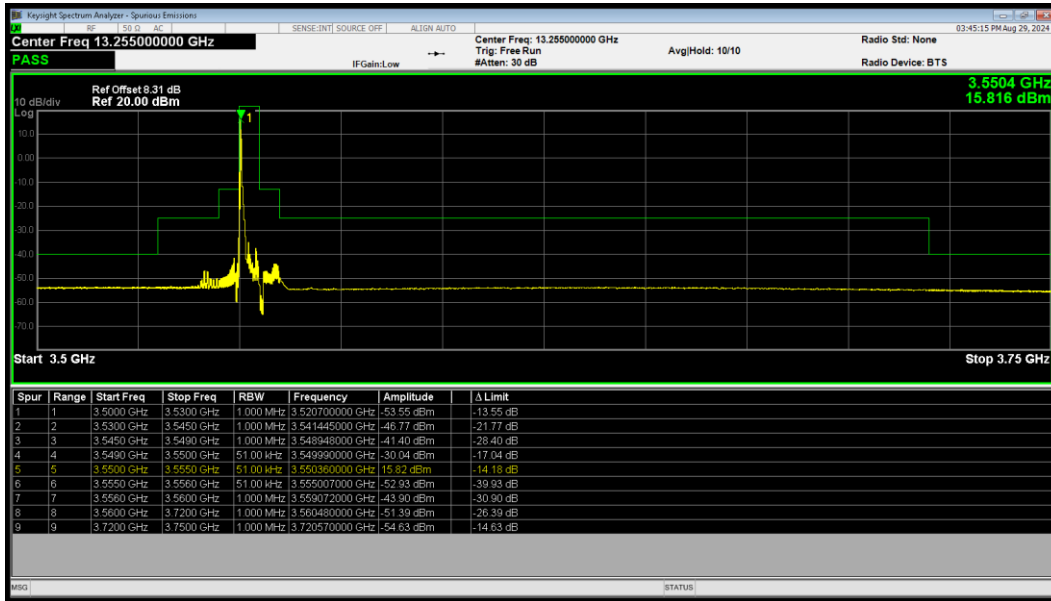 Keysight Spectrum Analyzer - Spurious Emissions
RF 50 Ω AC SENSE:INT SOURCE OFF ALIGN AUTO 03:45:15 PM Aug 29, 2024
Center Freq 13.255000000 GHz Center Freq: 13.255000000 GHz Radio Std: None
Trig: Free Run Avg|Hold: 10/10
PASS IFGain:Low #Atten: 30 dB Radio Device: BTS
3.5504 GHz
15.816 dBm
Ref Offset 8.31 dB
10 dB/div Ref 20.00 dBm
Log
1
10.0
0.00
-10.0
-20.0
-30.0
-40.0
-50.0
-60.0
-70.0
Start 3.5 GHz Stop 3.75 GHz
Spur Range Start Freq Stop Freq RBW Frequency Amplitude Δ Limit
1 1 3.5000 GHz 3.5300 GHz 1.000 MHz 3.520700000 GHz -53.55 dBm -13.55 dB
2 2 3.5300 GHz 3.5450 GHz 1.000 MHz 3.541445000 GHz -46.77 dBm -21.77 dB
3 3 3.5450 GHz 3.5490 GHz 1.000 MHz 3.548948000 GHz -41.40 dBm -28.40 dB
4 4 3.5490 GHz 3.5500 GHz 51.00 kHz 3.549990000 GHz -30.04 dBm -17.04 dB
5 5 3.5500 GHz 3.5550 GHz 51.00 kHz 3.550360000 GHz 15.82 dBm -14.18 dB
6 6 3.5550 GHz 3.5560 GHz 51.00 kHz 3.555007000 GHz -52.93 dBm -39.93 dB
7 7 3.5560 GHz 3.5600 GHz 1.000 MHz 3.559072000 GHz -43.90 dBm -30.90 dB
8 8 3.5600 GHz 3.7200 GHz 1.000 MHz 3.560480000 GHz -51.39 dBm -26.39 dB
9 9 3.7200 GHz 3.7500 GHz 1.000 MHz 3.720570000 GHz -54.63 dBm -14.63 dB
MSG STATUS